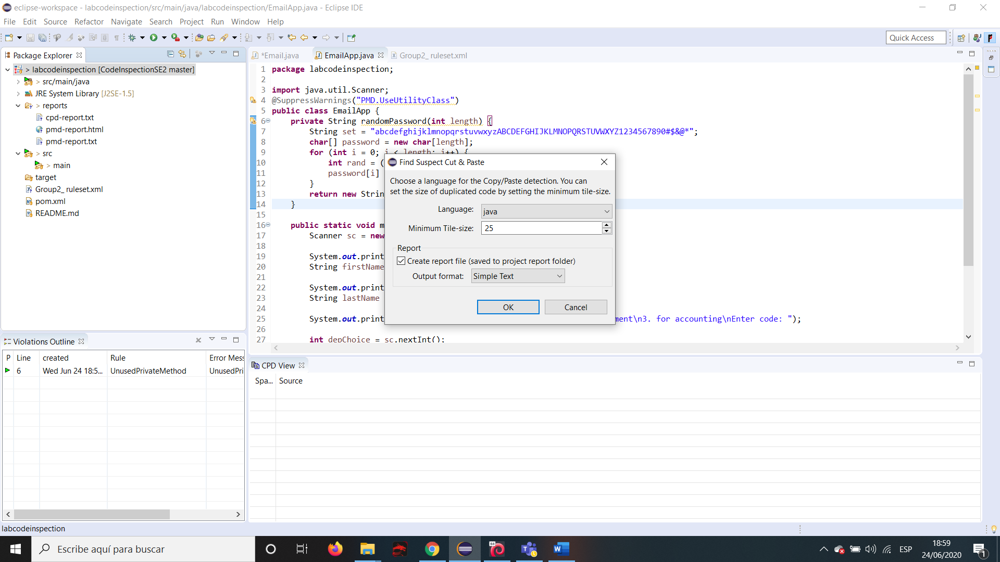 eclipse-workspace - labcodeinspection/src/main/java/labcodeinspection/EmailApp.java - Eclipse IDE
File Edit Source Refactor Navigate Search Project Run Window Help
Quick Access
Package Explorer
> labcodeinspection [CodeInspectionSE2 master]
> src/main/java
JRE System Library [J2SE-1.5]
> reports
cpd-report.txt
pmd-report.html
pmd-report.txt
> src
> main
target
Group2_ ruleset.xml
pom.xml
README.md
*Email.java EmailApp.java Group2_ ruleset.xml
1 package labcodeinspection;
2
3 import java.util.Scanner;
4 @SuppressWarnings("PMD.UseUtilityClass")
5 public class EmailApp {
6 private String randomPassword(int length) {
7 String set = "abcdefghijklmnopqrstuvwxyzABCDEFGHIJKLMNOPQRSTUVWXYZ1234567890#$&@*";
8 char[] password = new char[length];
9 for (int i = 0; i < length; i++) {
10 int rand = (
11 password[i]
12 }
13 return new Strin
14 }
15
16 public static void m
17 Scanner sc = new
18
19 System.out.print
20 String firstName
21
22 System.out.print
23 String lastName
24
25 System.out.print ment\n3. for accounting\nEnter code: ");
26
27 int depChoice = sc.nextInt();
Find Suspect Cut & Paste
Choose a language for the Copy/Paste detection. You can
set the size of duplicated code by setting the minimum tile-size.
Language: java
Minimum Tile-size: 25
Report
Create report file (saved to project report folder)
Output format: Simple Text
OK Cancel
Violations Outline
P Line created Rule Error Mess
6 Wed Jun 24 18:5... UnusedPrivateMethod UnusedPri
CPD View
Spa... Source
labcodeinspection
Escribe aquí para buscar
64
ESP
18:59
24/06/2020
1